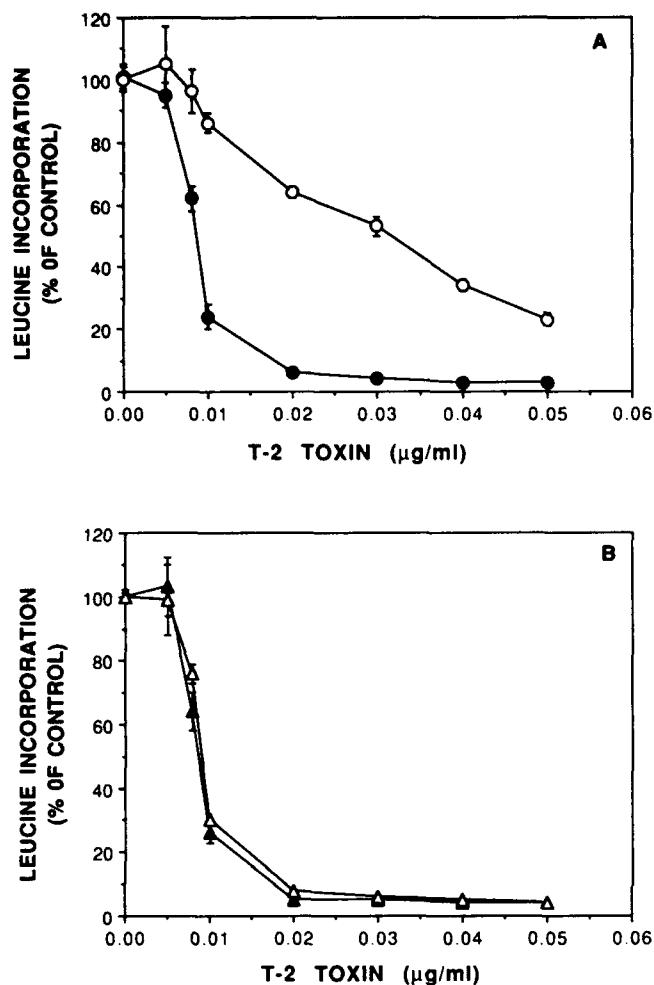 A
LEUCINE INCORPORATION
(% 0F CONTROL)
120
100
80
60
40
20
0
0.00 0.01 0.02 0.03 0.04 0.05 0.06
T-2 TOXIN (µg/ml)
B
LEUCINE INCORPORATION
(% 0F CONTROL)
120
100
80
60
40
20
0
0.00 0.01 0.02 0.03 0.04 0.05 0.06
T-2 TOXIN (µg/ml)